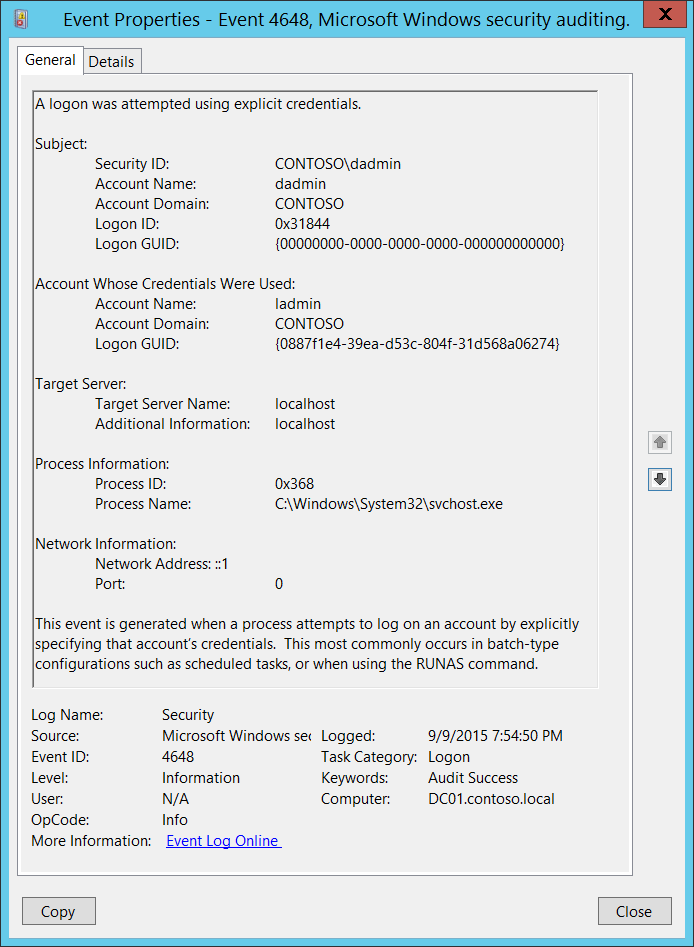 Event Properties - Event 4648, Microsoft Windows security auditing.
X
General Details
A logon was attempted using explicit credentials.
Subject:
Security ID: CONTOSO\dadmin
Account Name: dadmin
Account Domain: CONTOSO
Logon ID: 0x31844
Logon GUID: {00000000-0000-0000-0000-000000000000}
Account Whose Credentials Were Used:
Account Name: ladmin
Account Domain: CONTOSO
Logon GUID: {0887f1e4-39ea-d53c-804f-31d568a06274}
Target Server:
Target Server Name: localhost
Additional Information: localhost
Process Information:
Process ID: 0x368
Process Name: C:\Windows\System32\svchost.exe
Network Information:
Network Address: ::1
Port: 0
This event is generated when a process attempts to log on an account by explicitly
specifying that account's credentials. This most commonly occurs in batch-type
configurations such as scheduled tasks, or when using the RUNAS command.
Log Name: Security
Source: Microsoft Windows sec Logged: 9/9/2015 7:54:50 PM
Event ID: 4648 Task Category: Logon
Level: Information Keywords: Audit Success
User: N/A Computer: DC01.contoso.local
OpCode: Info
More Information: Event Log Online
Copy Close